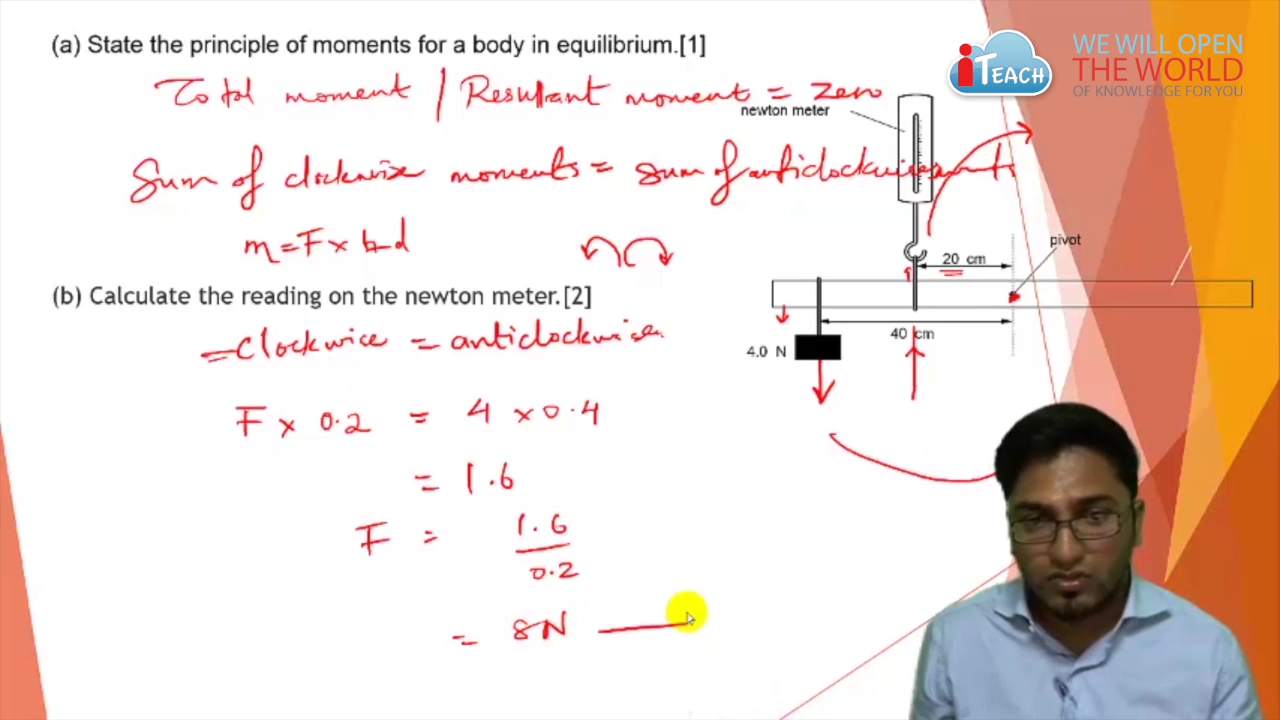 (a) State the principle of moments for a body in equilibrium.[1]
iTEACH
WE WILL OPEN
THE WORLD
OF KNOWLEDGE FOR YOU
Total moment / Resultant moment = Zero
newton meter
Sum of clockwise moments = sum of anticlockwise
m = F x d
pivot
20 cm
(b) Calculate the reading on the newton meter.[2]
= Clockwise = anticlockwise
40 cm
4.0 N
F x 0.2 = 4 x 0.4
= 1.6
F = 1.6
0.2
= 8N